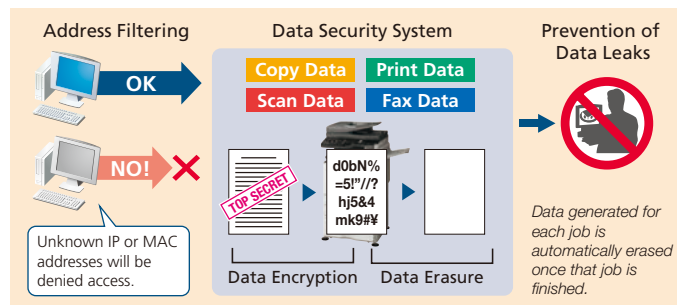 Address Filtering
OK
NO!
Unknown IP or MAC
addresses will be
denied access.
Data Security System
Copy Data
Print Data
Scan Data
Fax Data
TOP SECRET
d0bN%
=5!"//?
hj5&4
mk9#¥
Data Encryption
Data Erasure
Prevention of
Data Leaks
Data generated for
each job is
automatically erased
once that job is
finished.